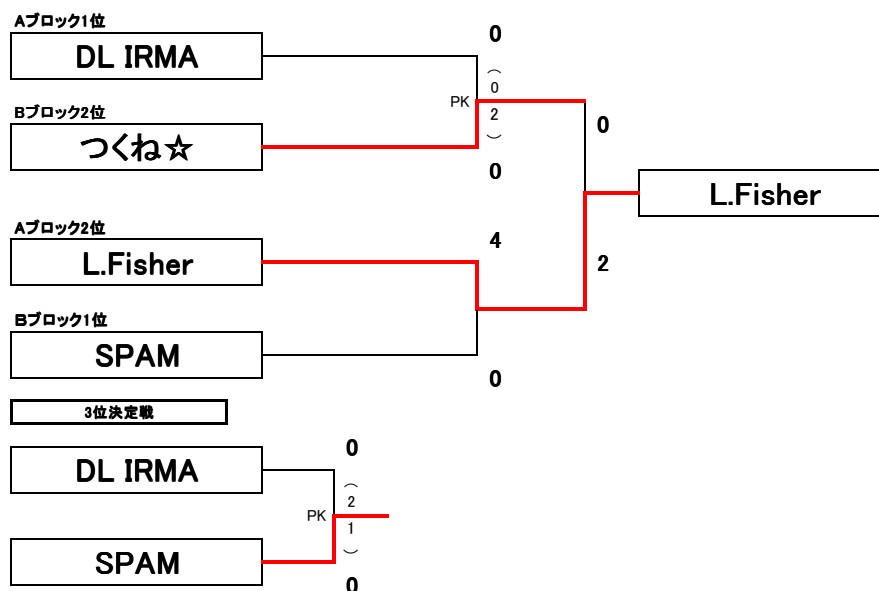 Aブロック1位
DL IRMA
Bブロック2位
つくね☆
0
PK
（0 2）
0
Aブロック2位
L.Fisher
Bブロック1位
SPAM
4
0
0
2
L.Fisher
3位決定戦
DL IRMA
SPAM
0
PK
（2 1）
0